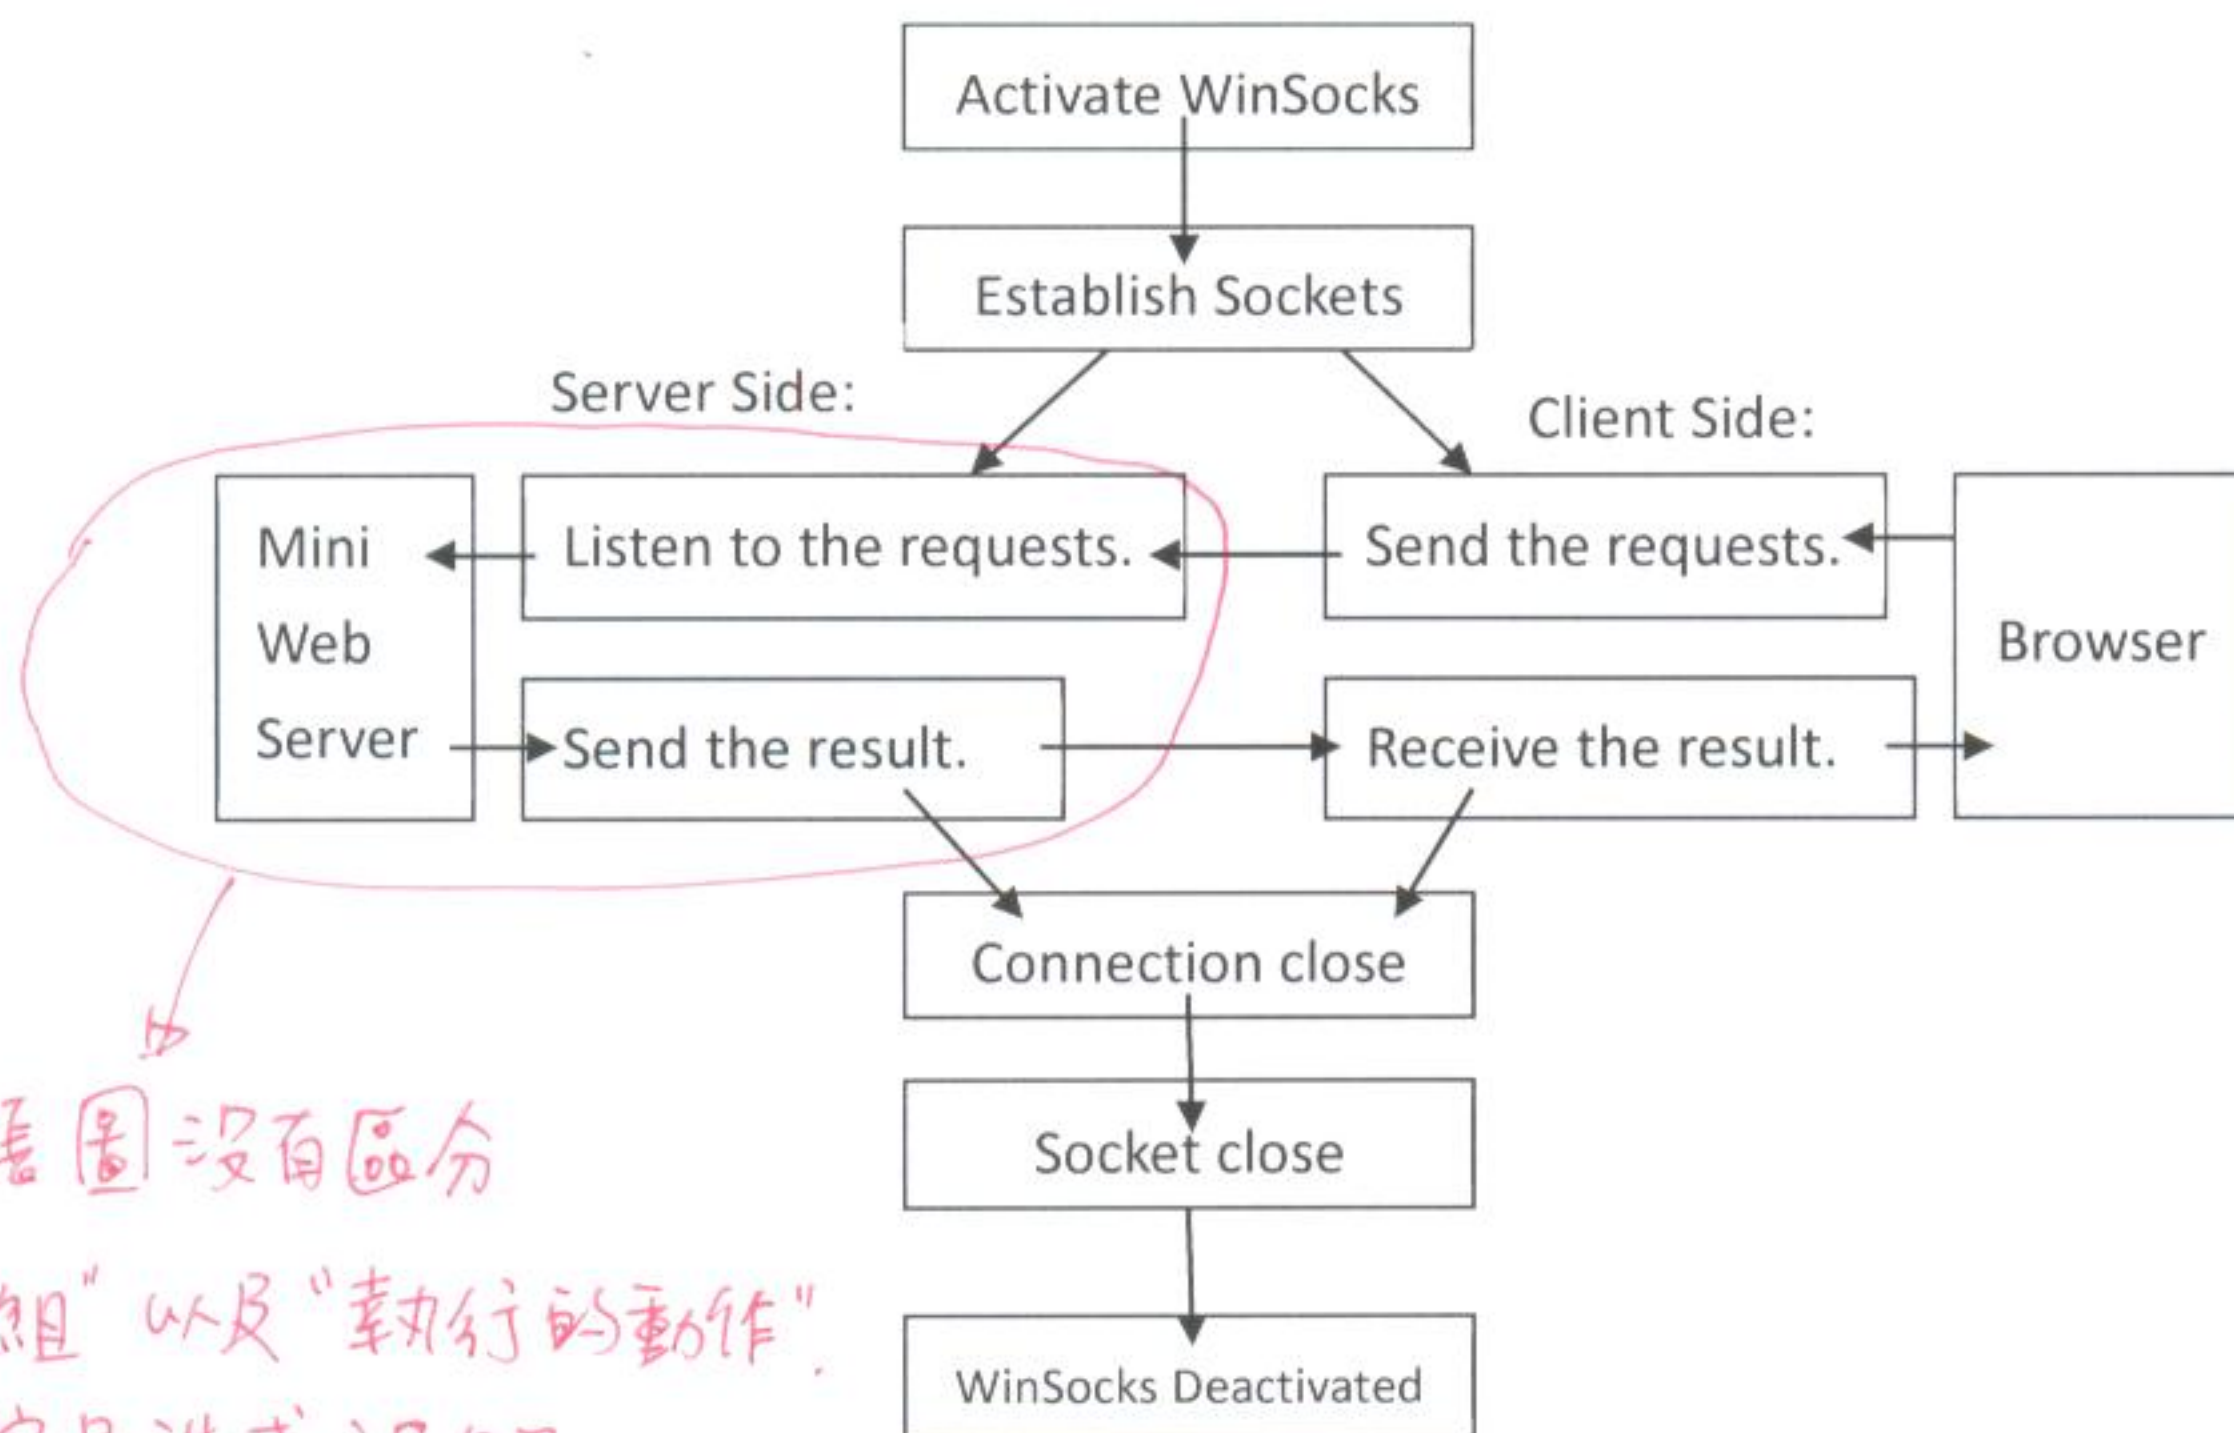 Activate WinSocks
Establish Sockets
Server Side:
Client Side:
Mini
Web
Server
Listen to the requests.
Send the requests.
Browser
Send the result.
Receive the result.
Connection close
Socket close
WinSocks Deactivated
圖沒有區分
組" 以及 "執行的動作".